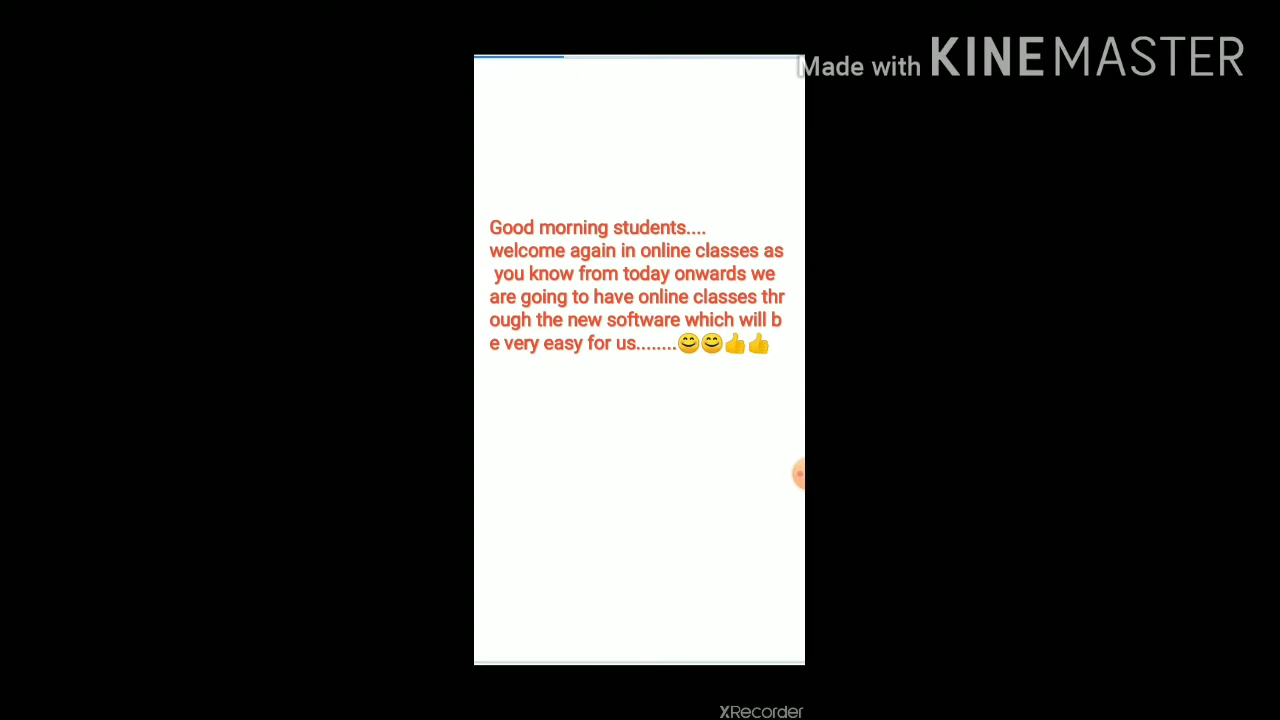 Made with KINEMASTER
Good morning students....
welcome again in online classes as
you know from today onwards we
are going to have online classes thr
ough the new software which will b
e very easy for us........😊😊👍👍
XRecorder